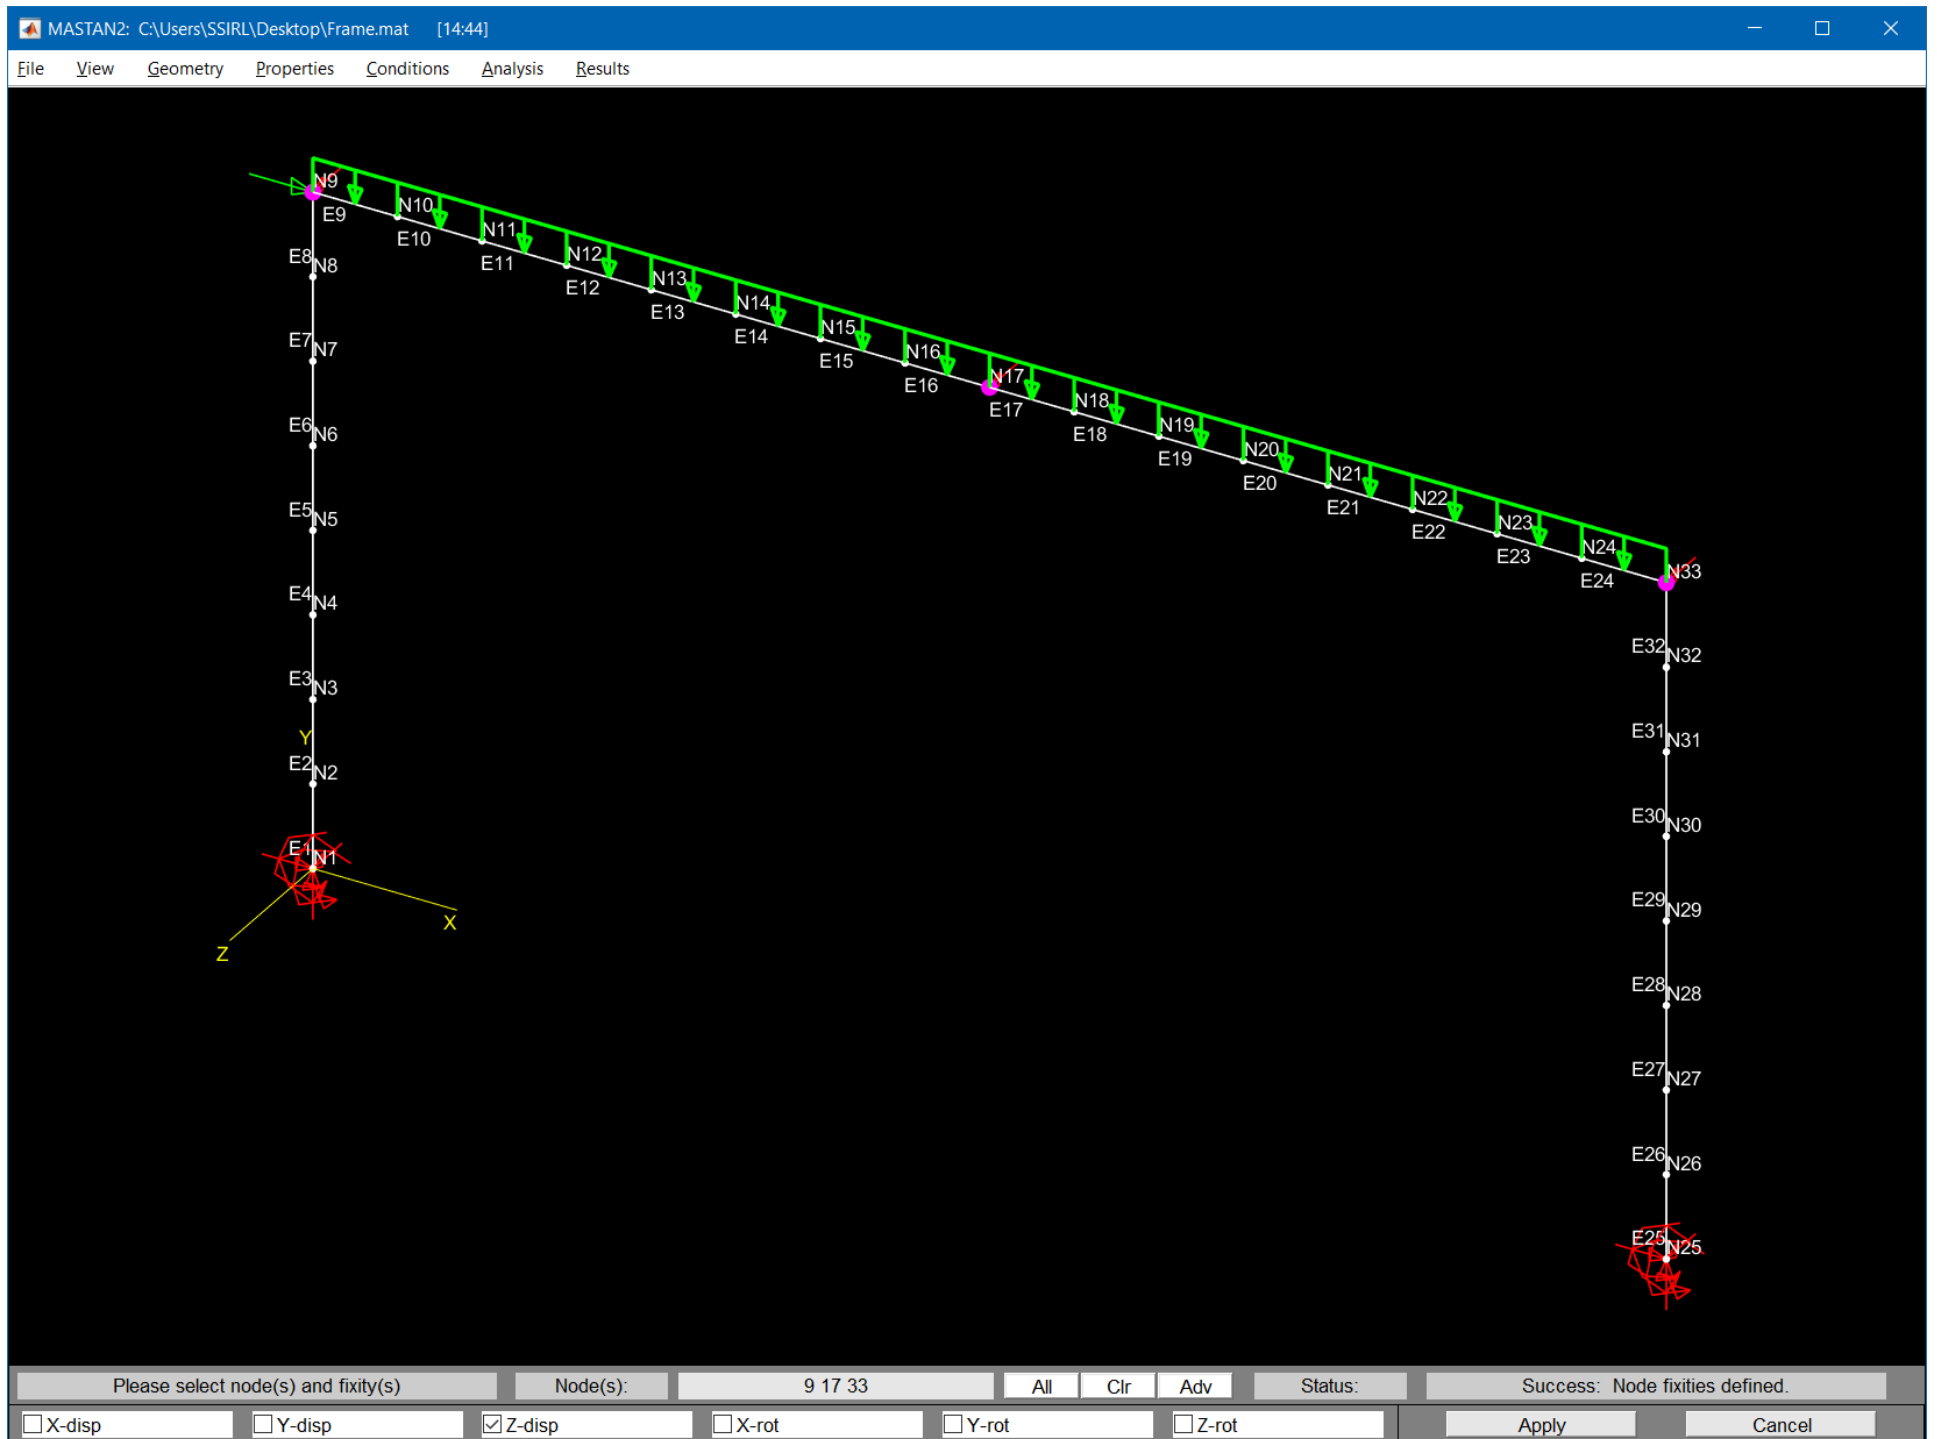 MASTAN2: C:\Users\SSIRL\Desktop\Frame.mat [14:44]
File View Geometry Properties Conditions Analysis Results
N9
E9
N10
E10
N11
E11
E8
N8
N12
E12
N13
E13
N14
E14
N15
E15
E7
N7
N16
E16
N17
E17
N18
E18
E6
N6
N19
E19
N20
E20
N21
E21
N22
E22
E5
N5
N23
E23
N24
E24
N33
E4
N4
E32
N32
E3
N3
E31
N31
Y
E2
N2
E30
N30
E1
N1
E29
N29
X
Z
E28
N28
E27
N27
E26
N26
E25
N25
Please select node(s) and fixity(s) Node(s): 9 17 33 All Clr Adv Status: Success: Node fixities defined.
X-disp Y-disp Z-disp X-rot Y-rot Z-rot Apply Cancel